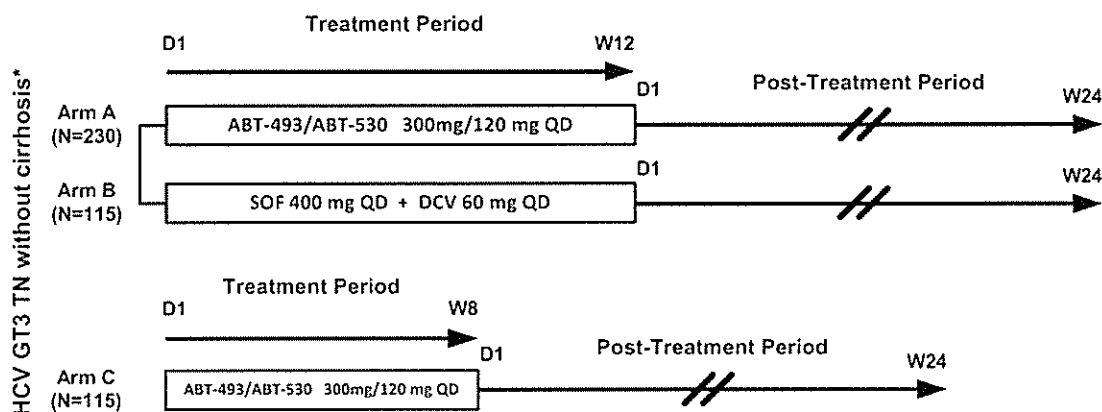 HCV GT3 TN without cirrhosis*
Treatment Period
D1 W12
Post-Treatment Period
D1 W24
Arm A
(N=230)
ABT-493/ABT-530 300mg/120 mg QD
D1 W24
Arm B
(N=115)
SOF 400 mg QD + DCV 60 mg QD
Treatment Period
D1 W8
Post-Treatment Period
D1 W24
Arm C
(N=115)
ABT-493/ABT-530 300mg/120 mg QD